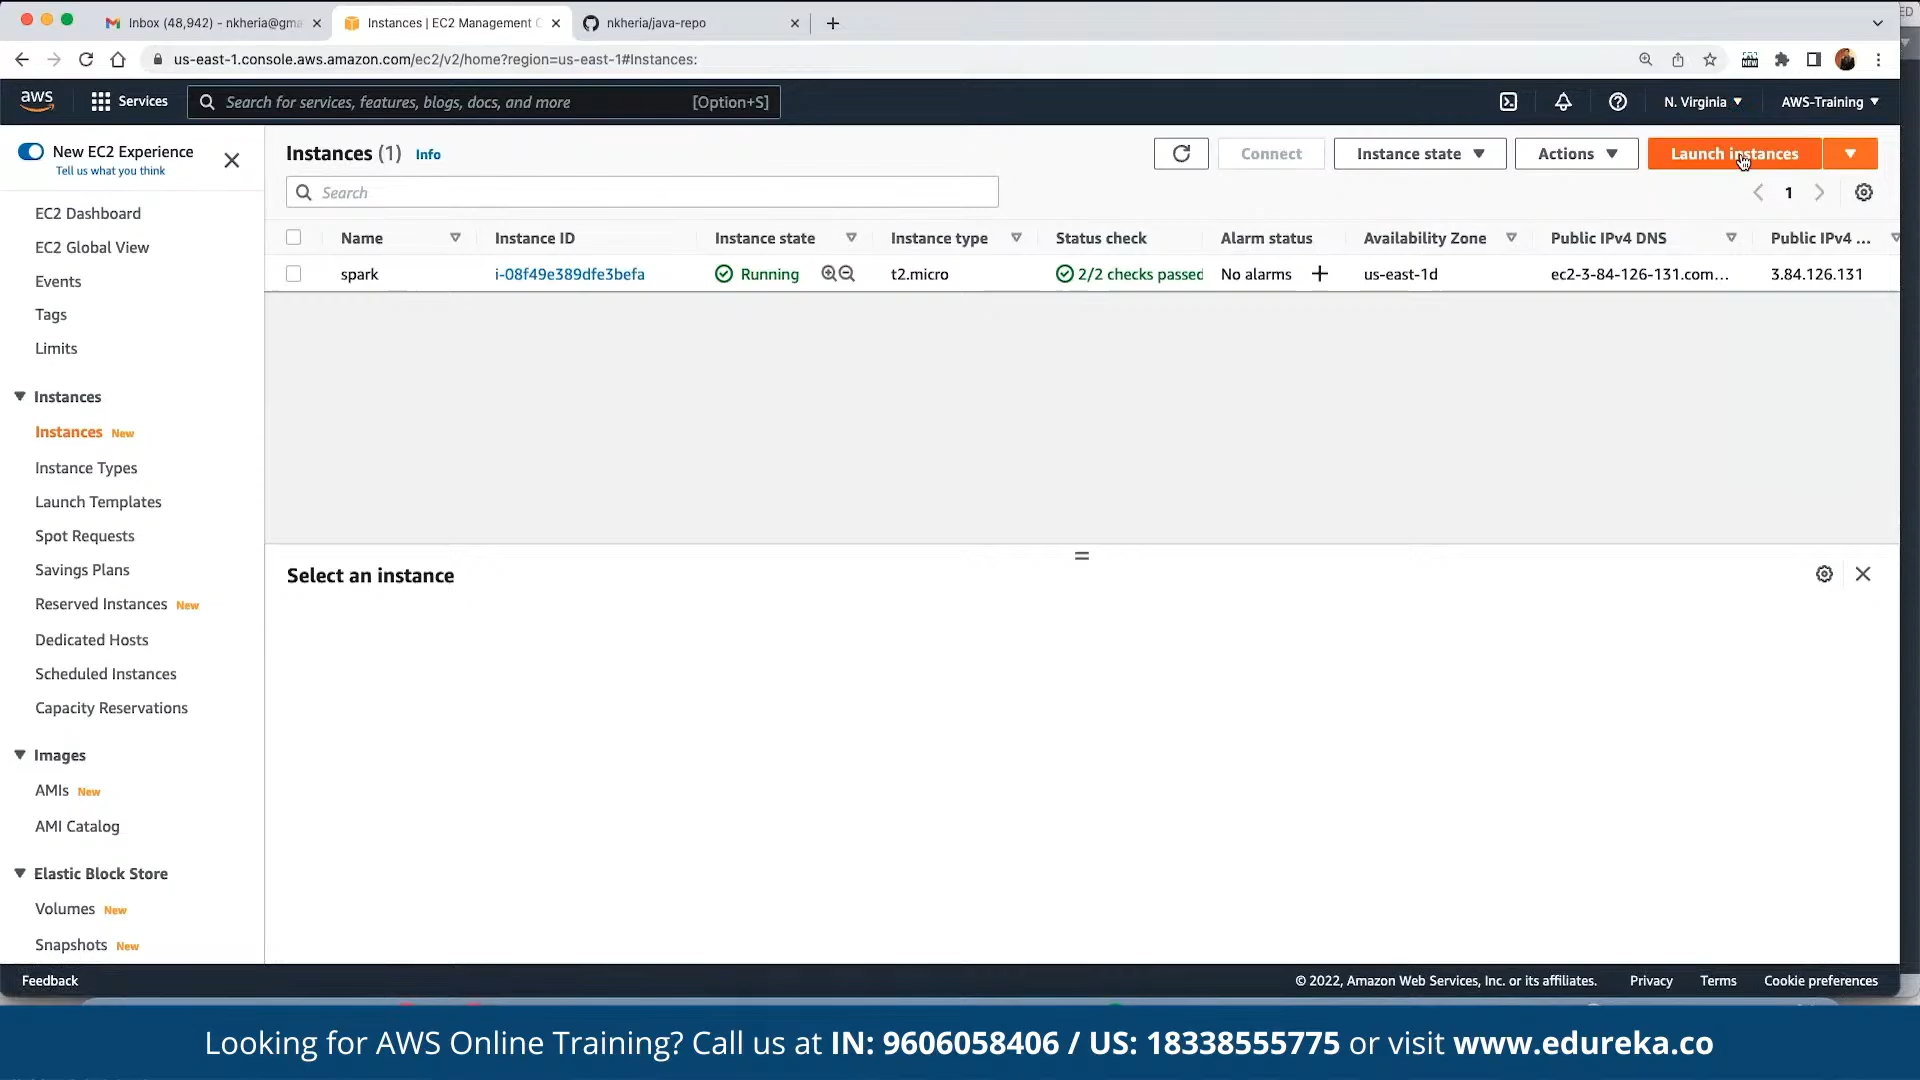 Inbox (48,942) - nkheria@gma
Instances | EC2 Management C
nkheria/java-repo
us-east-1.console.aws.amazon.com/ec2/v2/home?region=us-east-1#Instances:
aws
Services
Search for services, features, blogs, docs, and more
[Option+S]
N. Virginia
AWS-Training
New EC2 Experience
Tell us what you think
EC2 Dashboard
EC2 Global View
Events
Tags
Limits
Instances
Instances New
Instance Types
Launch Templates
Spot Requests
Savings Plans
Reserved Instances New
Dedicated Hosts
Scheduled Instances
Capacity Reservations
Images
AMIs New
AMI Catalog
Elastic Block Store
Volumes New
Snapshots New
Instances (1) Info
Connect
Instance state
Actions
Launch instances
Search
1
Name Instance ID Instance state Instance type Status check Alarm status Availability Zone Public IPv4 DNS Public IPv4 ...
spark i-08f49e389dfe3befa Running t2.micro 2/2 checks passed No alarms + us-east-1d ec2-3-84-126-131.com... 3.84.126.131
Select an instance
Feedback
© 2022, Amazon Web Services, Inc. or its affiliates. Privacy Terms Cookie preferences
Looking for AWS Online Training? Call us at IN: 9606058406 / US: 18338555775 or visit www.edureka.co